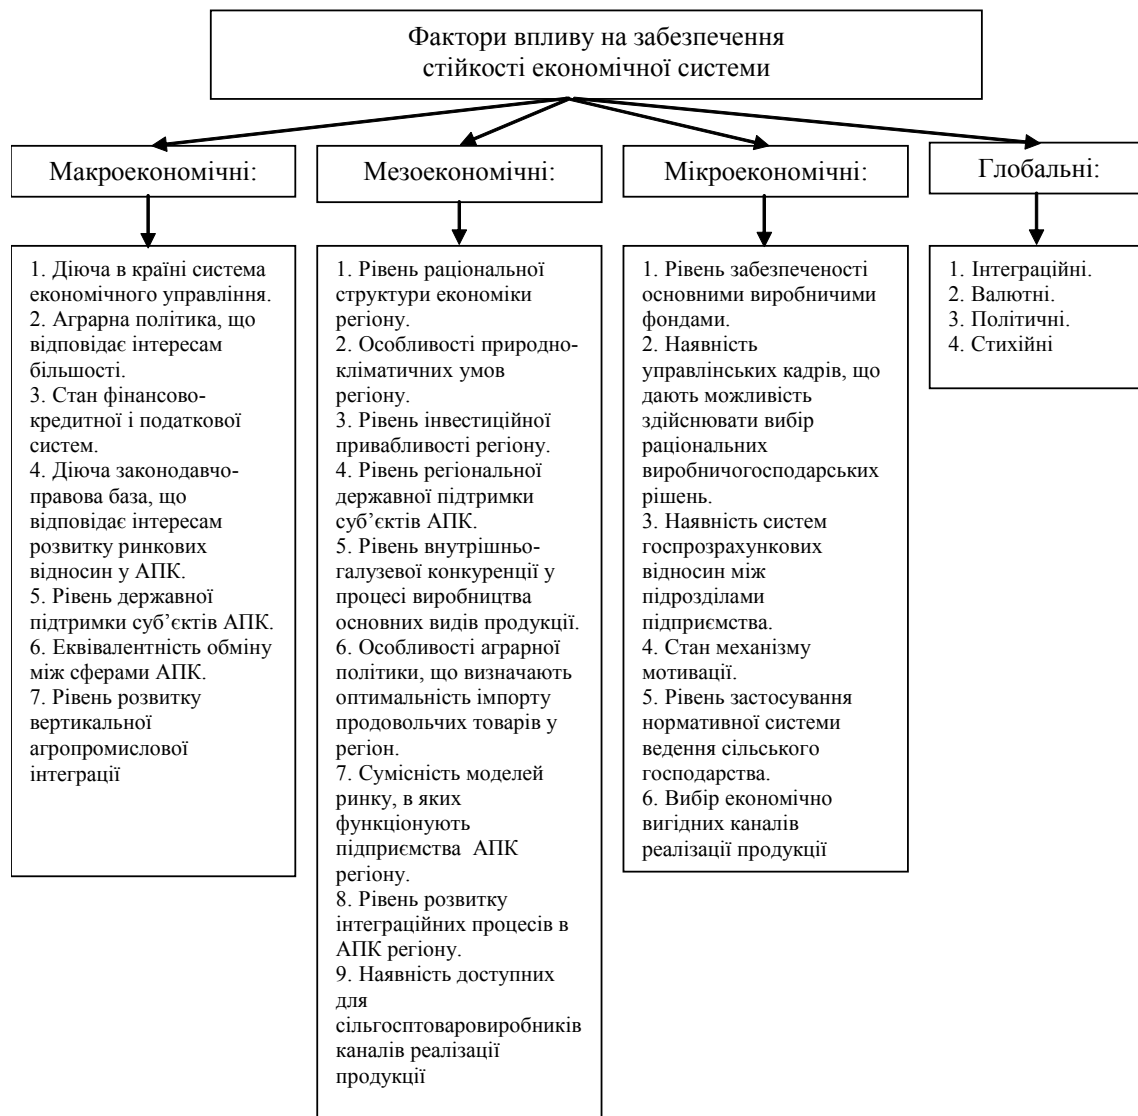 Фактори впливу на забезпечення
стійкості економічної системи
Макроекономічні:
Мезоекономічні:
Мікроекономічні:
Глобальні:
1. Діюча в країні система
економічного управління.
2. Аграрна політика, що
відповідає інтересам
більшості.
3. Стан фінансово-
кредитної і податкової
систем.
4. Діюча законодавчо-
правова база, що
відповідає інтересам
розвитку ринкових
відносин у АПК.
5. Рівень державної
підтримки суб’єктів АПК.
6. Еквівалентність обміну
між сферами АПК.
7. Рівень розвитку
вертикальної
агропромислової
інтеграції
1. Рівень раціональної
структури економіки
регіону.
2. Особливості природно-
кліматичних умов
регіону.
3. Рівень інвестиційної
привабливості регіону.
4. Рівень регіональної
державної підтримки
суб’єктів АПК.
5. Рівень внутрішньо-
галузевої конкуренції у
процесі виробництва
основних видів продукції.
6. Особливості аграрної
політики, що визначають
оптимальність імпорту
продовольчих товарів у
регіон.
7. Сумісність моделей
ринку, в яких
функціонують
підприємства АПК
регіону.
8. Рівень розвитку
інтеграційних процесів в
АПК регіону.
9. Наявність доступних
для
сільгосптоваровиробників
каналів реалізації
продукції
1. Рівень забезпеченості
основними виробничими
фондами.
2. Наявність
управлінських кадрів, що
дають можливість
здійснювати вибір
раціональних
виробничогосподарських
рішень.
3. Наявність систем
госпрозрахункових
відносин між
підрозділами
підприємства.
4. Стан механізму
мотивації.
5. Рівень застосування
нормативної системи
ведення сільського
господарства.
6. Вибір економічно
вигідних каналів
реалізації продукції
1. Інтеграційні.
2. Валютні.
3. Політичні.
4. Стихійні